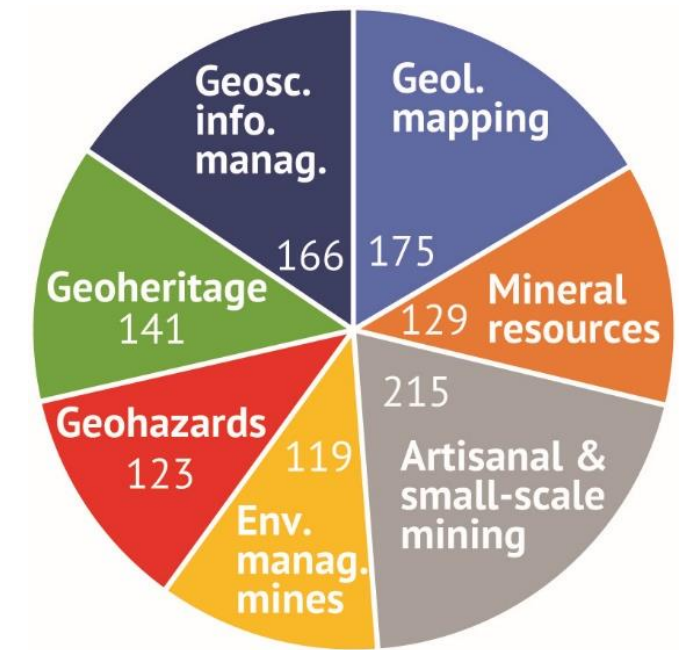 Geosc.
info.
manag.
166
Geol.
mapping
175
Mineral
resources
129
215
Artisanal &
small-scale
mining
119
Env.
manag.
mines
Geohazards
123
Geoheritage
141